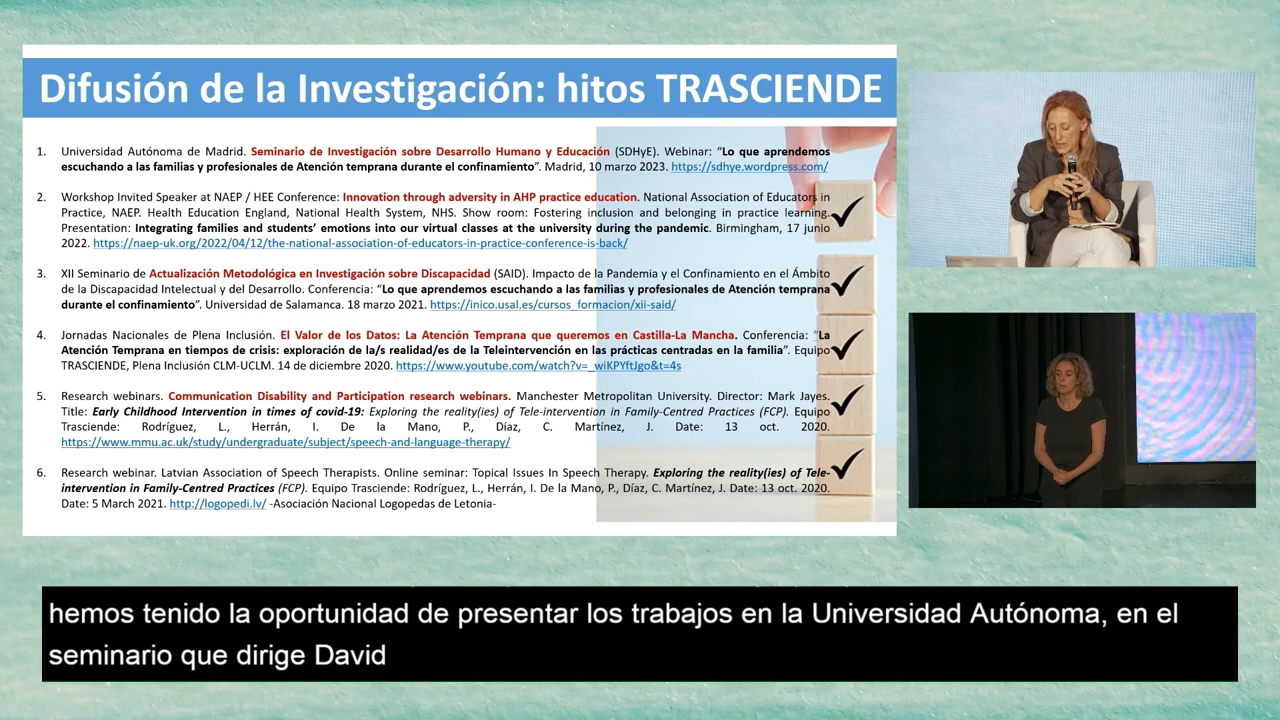 Difusión de la Investigación: hitos TRASCIENDE
1. Universidad Autónoma de Madrid. Seminario de Investigación sobre Desarrollo Humano y Educación (SDHyE). Webinar: “Lo que aprendemos
escuchando a las familias y profesionales de Atención temprana durante el confinamiento”. Madrid, 10 marzo 2023. https://sdhye.wordpress.com/
2. Workshop Invited Speaker at NAEP / HEE Conference: Innovation through adversity in AHP practice education. National Association of Educators in
Practice, NAEP. Health Education England, National Health System, NHS. Show room: Fostering inclusion and belonging in practice learning.
Presentation: Integrating families and students’ emotions into our virtual classes at the university during the pandemic. Birmingham, 17 junio
2022. https://naep-uk.org/2022/04/12/the-national-association-of-educators-in-practice-conference-is-back/
3. XII Seminario de Actualización Metodológica en Investigación sobre Discapacidad (SAID). Impacto de la Pandemia y el Confinamiento en el Ámbito
de la Discapacidad Intelectual y del Desarrollo. Conferencia: “Lo que aprendemos escuchando a las familias y profesionales de Atención temprana
durante el confinamiento”. Universidad de Salamanca. 18 marzo 2021. https://inico.usal.es/cursos_formacion/xii-said/
4. Jornadas Nacionales de Plena Inclusión. El Valor de los Datos: La Atención Temprana que queremos en Castilla-La Mancha. Conferencia: “La
Atención Temprana en tiempos de crisis: exploración de la/s realidad/es de la Teleintervención en las prácticas centradas en la familia”. Equipo
TRASCIENDE, Plena Inclusión CLM-UCLM. 14 de diciembre 2020. https://www.youtube.com/watch?v=_wiKPYftJgo&t=4s
5. Research webinars. Communication Disability and Participation research webinars. Manchester Metropolitan University. Director: Mark Jayes.
Title: Early Childhood Intervention in times of covid-19: Exploring the reality(ies) of Tele-intervention in Family-Centred Practices (FCP). Equipo
Trasciende: Rodríguez, L., Herrán, I. De la Mano, P., Díaz, C. Martínez, J. Date: 13 oct. 2020.
https://www.mmu.ac.uk/study/undergraduate/subject/speech-and-language-therapy/
6. Research webinar. Latvian Association of Speech Therapists. Online seminar: Topical Issues In Speech Therapy. Exploring the reality(ies) of Tele-
intervention in Family-Centred Practices (FCP). Equipo Trasciende: Rodríguez, L., Herrán, I. De la Mano, P., Díaz, C. Martínez, J. Date: 13 oct. 2020.
Date: 5 March 2021. http://logopedi.lv/ -Asociación Nacional Logopedas de Letonia-
hemos tenido la oportunidad de presentar los trabajos en la Universidad Autónoma, en el
seminario que dirige David